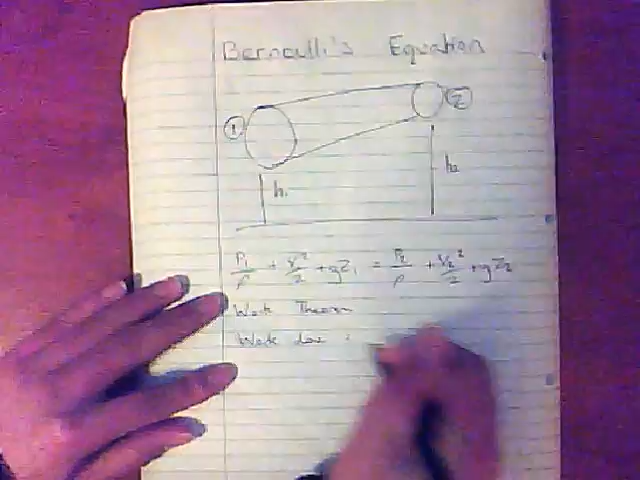 Bernoulli's Equation
① ②
h₁ h₂
P₁/ρ + V₁²/2 + gZ₁ = P₂/ρ + V₂²/2 + gZ₂
Work Theorem
Work done =